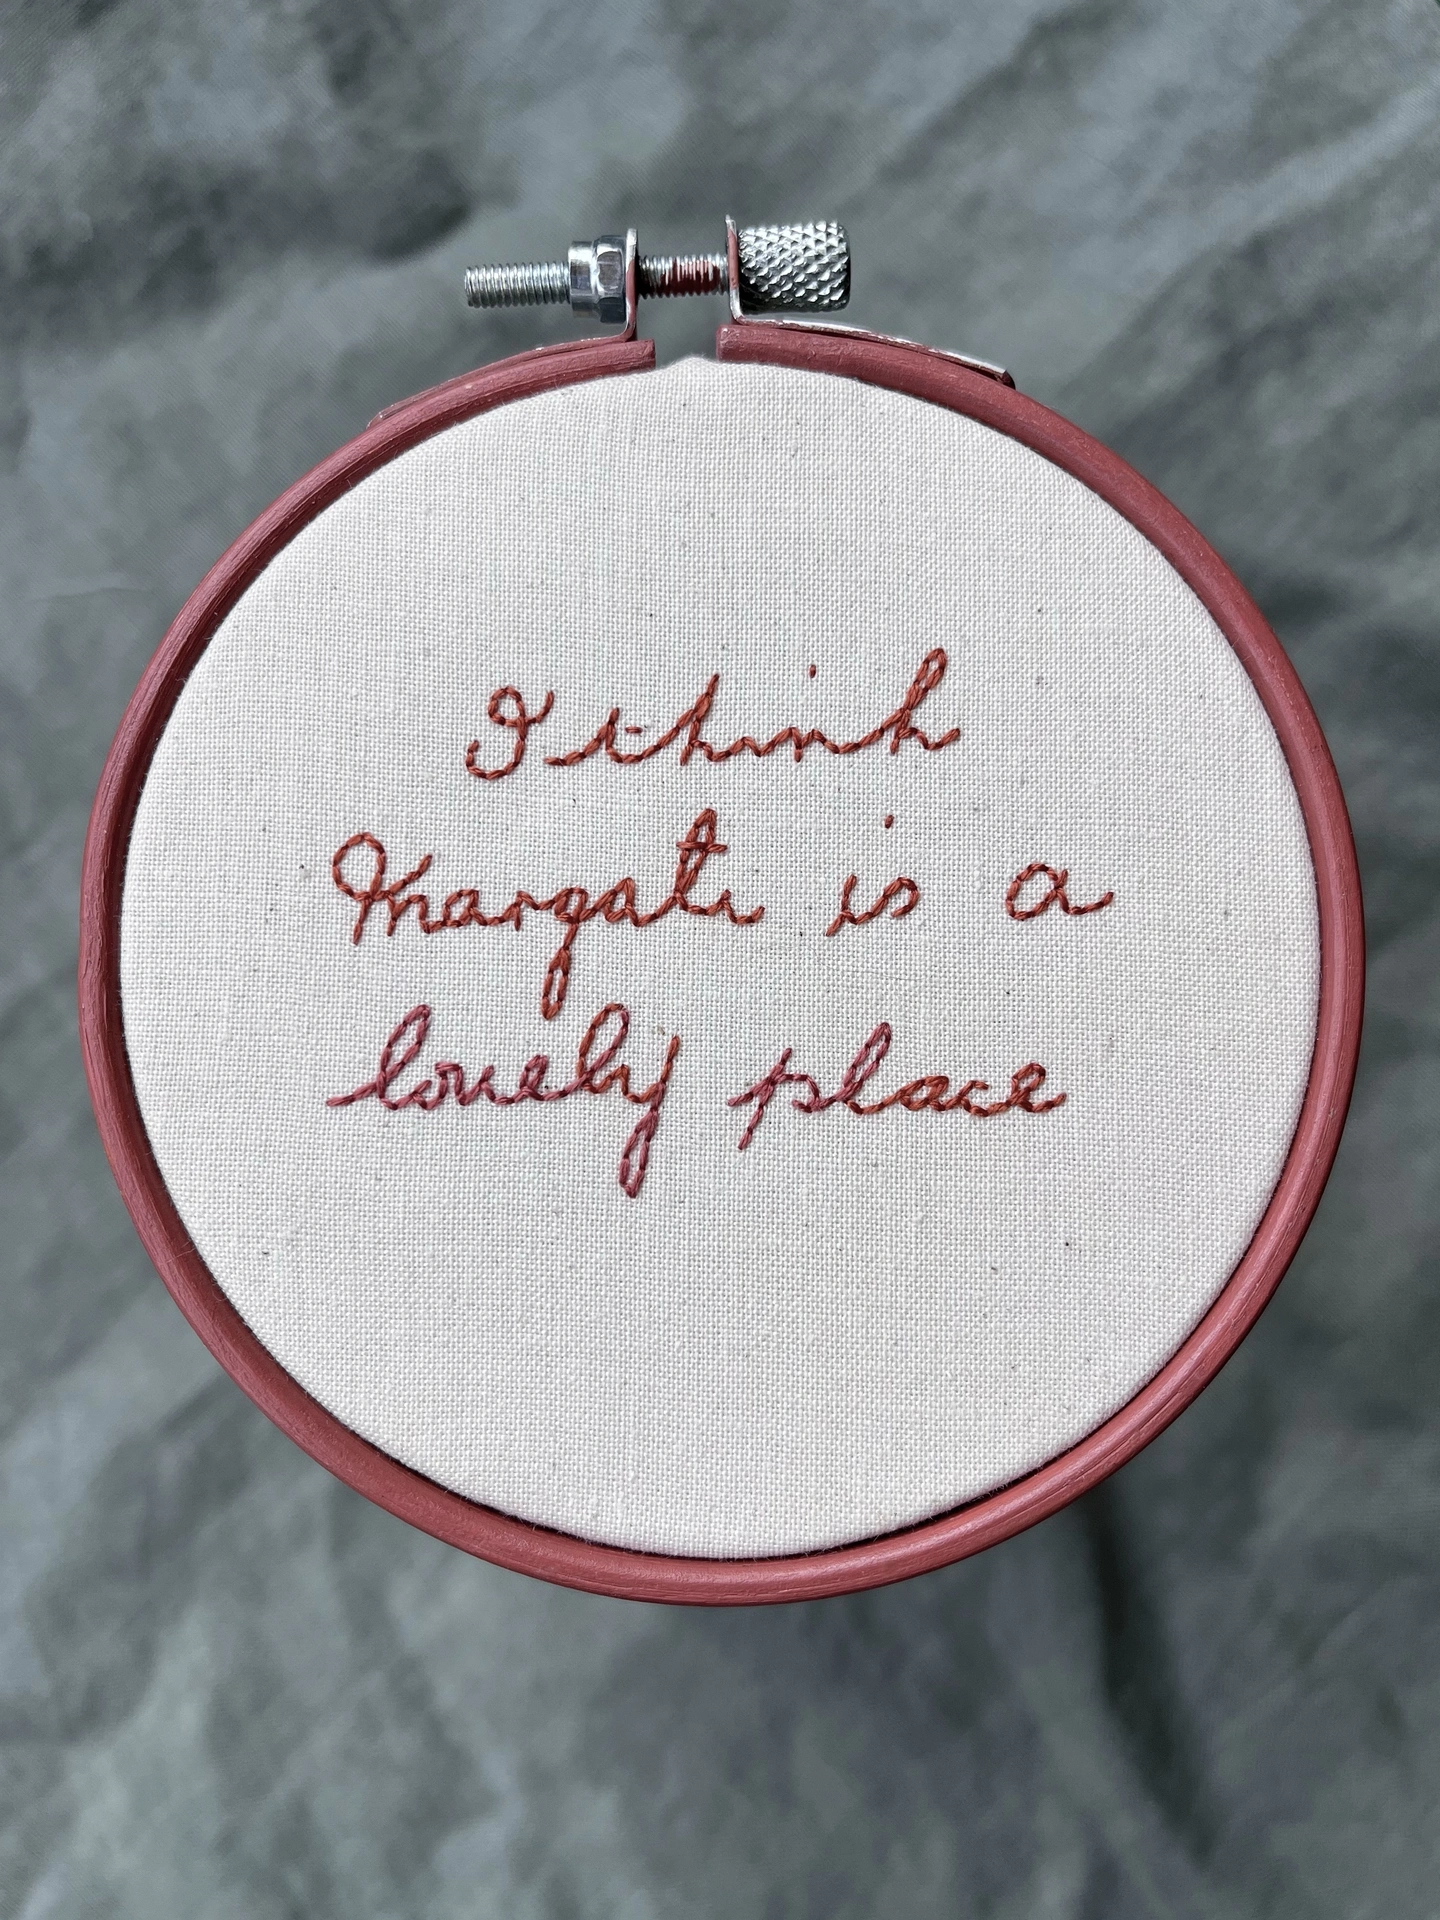 I think
Margate is a
lovely place